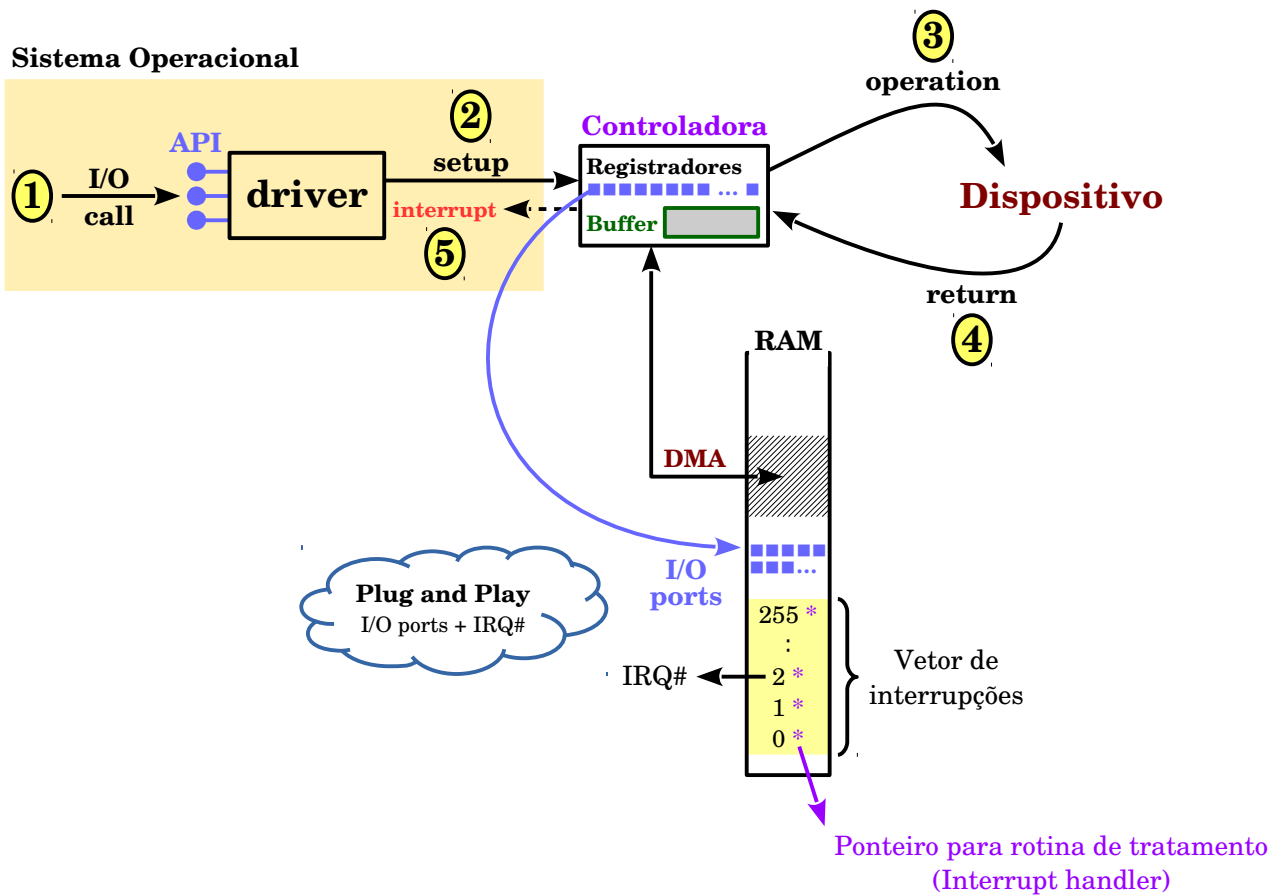 Sistema Operacional
3
operation
2
API
Controladora
setup
Registradores
...
1
I/O
call
driver
interrupt
Buffer
Dispositivo
5
return
4
RAM
DMA
I/O
ports
...
Plug and Play
I/O ports + IRQ#
255 *
:
2 *
1 *
0 *
IRQ#
Vetor de
interrupções
Ponteiro para rotina de tratamento
(Interrupt handler)